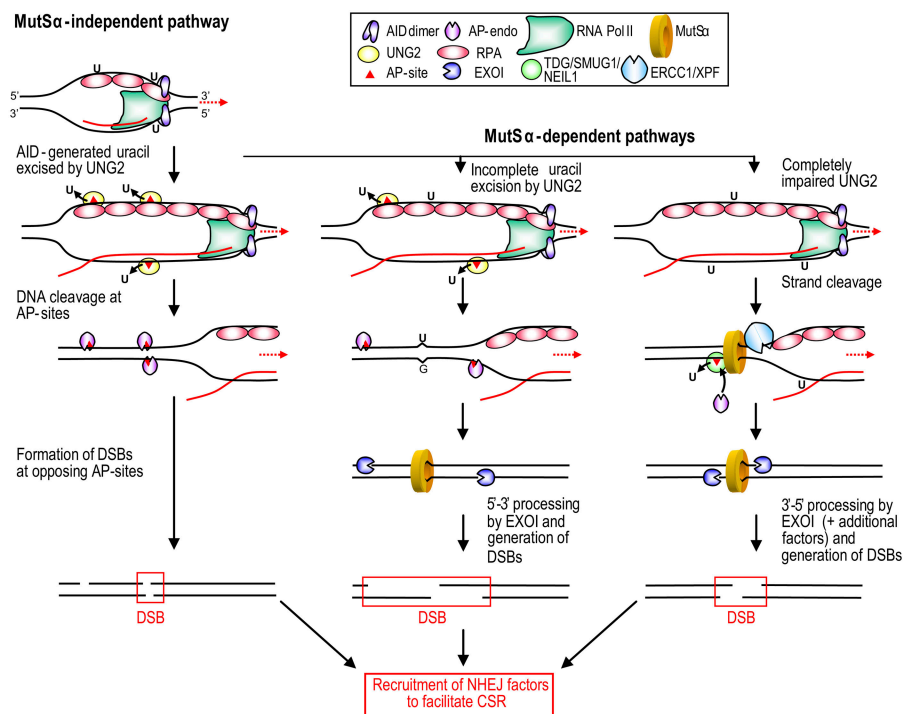 MutSα-independent pathway
AID dimer
AP-endo
RNA Pol II
MutSα
UNG2
RPA
TDG/SMUG1/
NEIL1
ERCC1/XPF
AP-site
EXOI
U
5'
3'
3'
5'
U
MutSα-dependent pathways
AID-generated uracil
excised by UNG2
Incomplete uracil
excision by UNG2
Completely
impaired UNG2
U
U
U
U
U
U
U
U
U
DNA cleavage at
AP-sites
Strand cleavage
U
G
U
U
Formation of DSBs
at opposing AP-sites
5'-3' processing
by EXOI and
generation of
DSBs
3'-5' processing by
EXOI (+ additional
factors) and
generation of DSBs
DSB
DSB
DSB
Recruitment of NHEJ factors
to facilitate CSR